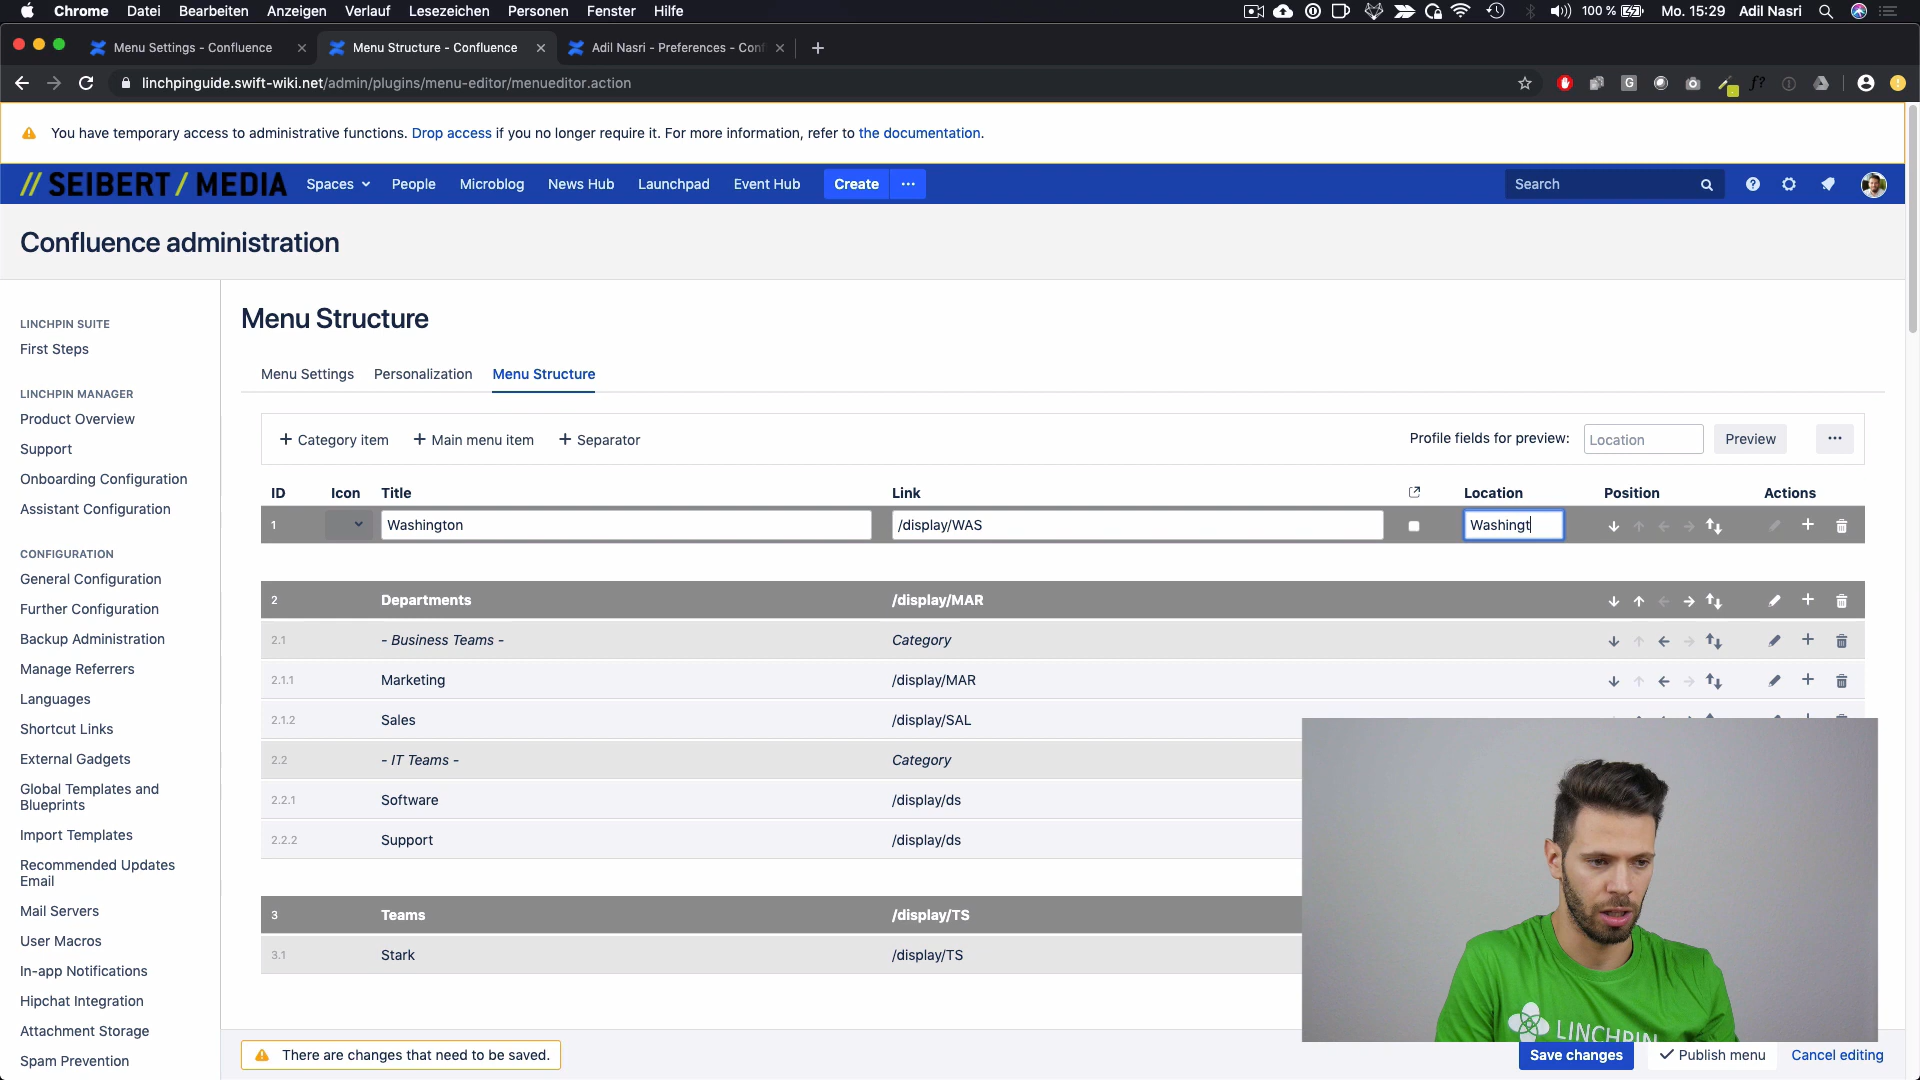 Chrome Datei Bearbeiten Anzeigen Verlauf Lesezeichen Personen Fenster Hilfe 100 % Mo. 15:29 Adil Nasri
Menu Settings - Confluence Menu Structure - Confluence Adil Nasri - Preferences - Conf
linchpinguide.swift-wiki.net/admin/plugins/menu-editor/menueditor.action
You have temporary access to administrative functions. Drop access if you no longer require it. For more information, refer to the documentation.
// SEIBERT / MEDIA Spaces People Microblog News Hub Launchpad Event Hub Create ... Search
Confluence administration
LINCHPIN SUITE
First Steps
LINCHPIN MANAGER
Product Overview
Support
Onboarding Configuration
Assistant Configuration
CONFIGURATION
General Configuration
Further Configuration
Backup Administration
Manage Referrers
Languages
Shortcut Links
External Gadgets
Global Templates and
Blueprints
Import Templates
Recommended Updates
Email
Mail Servers
User Macros
In-app Notifications
Hipchat Integration
Attachment Storage
Spam Prevention
Menu Structure
Menu Settings Personalization Menu Structure
+ Category item + Main menu item + Separator Profile fields for preview: Location Preview ...
ID Icon Title Link Location Position Actions
1 Washington /display/WAS Washingt
2 Departments /display/MAR
2.1 - Business Teams - Category
2.1.1 Marketing /display/MAR
2.1.2 Sales /display/SAL
2.2 - IT Teams - Category
2.2.1 Software /display/ds
2.2.2 Support /display/ds
3 Teams /display/TS
3.1 Stark /display/TS
LINCHPIN
There are changes that need to be saved. Save changes Publish menu Cancel editing